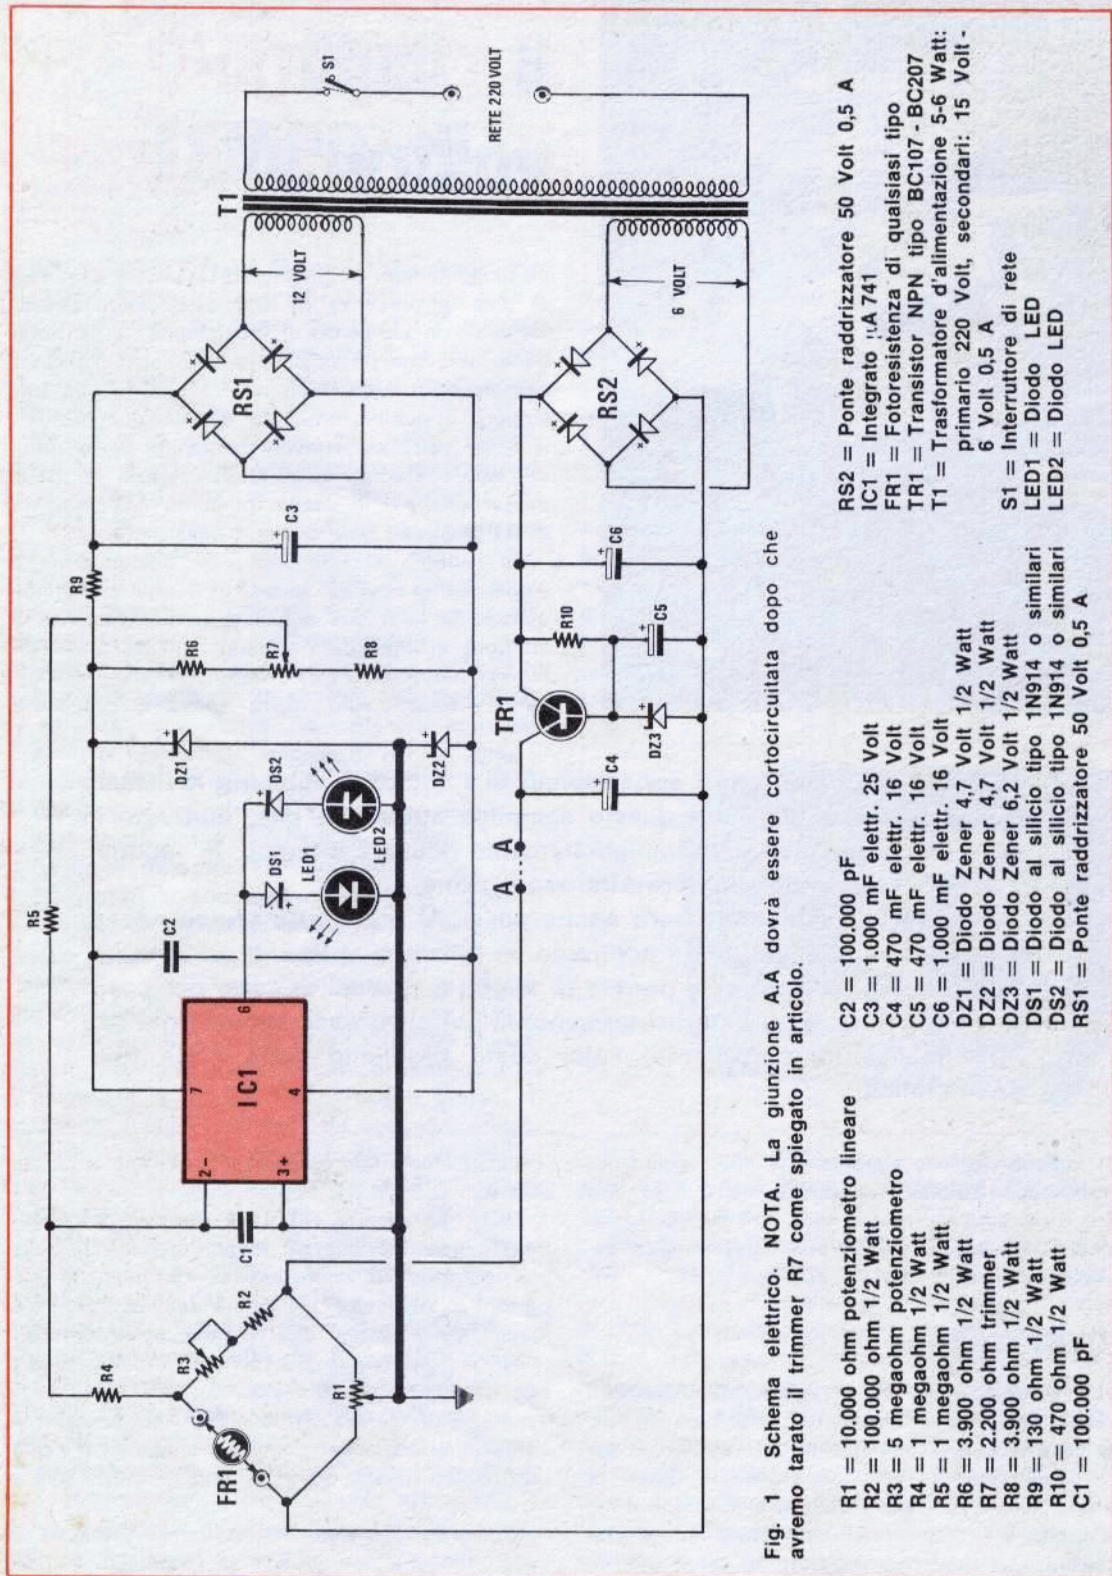 R5
R9
C2
R6
R7
R8
C3
+
RS1
+
+
+
+
12 VOLT
T1
S1
RETE 220 VOLT
6 VOLT
RS2
+
+
+
+
-
7
2-
IC1
6
3+
4
C1
R4
R3
R2
R1
FR1
DS1
+
DS2
+
LED1
LED2
DZ1
+
DZ2
+
TR1
R10
C4
+
C5
+
C6
+
DZ3
+
A
A
Fig. 1 Schema elettrico. NOTA. La giunzione A.A dovrà essere cortocircuitata dopo che
avremo tarato il trimmer R7 come spiegato in articolo.
R1 = 10.000 ohm potenziometro lineare
R2 = 100.000 ohm 1/2 Watt
R3 = 5 megaohm potenziometro
R4 = 1 megaohm 1/2 Watt
R5 = 1 megaohm 1/2 Watt
R6 = 3.900 ohm 1/2 Watt
R7 = 2.200 ohm trimmer
R8 = 3.900 ohm 1/2 Watt
R9 = 130 ohm 1/2 Watt
R10 = 470 ohm 1/2 Watt
C1 = 100.000 pF
C2 = 100.000 pF
C3 = 1.000 mF elettr. 25 Volt
C4 = 470 mF elettr. 16 Volt
C5 = 470 mF elettr. 16 Volt
C6 = 1.000 mF elettr. 16 Volt
DZ1 = Diodo Zener 4,7 Volt 1/2 Watt
DZ2 = Diodo Zener 4,7 Volt 1/2 Watt
DZ3 = Diodo Zener 6,2 Volt 1/2 Watt
DS1 = Diodo al silicio tipo 1N914 o similari
DS2 = Diodo al silicio tipo 1N914 o similari
RS1 = Ponte raddrizzatore 50 Volt 0,5 A
RS2 = Ponte raddrizzatore 50 Volt 0,5 A
IC1 = Integrato µA 741
FR1 = Fotoresistenza di qualsiasi tipo
TR1 = Transistor NPN tipo BC107 - BC207
T1 = Trasformatore d'alimentazione 5-6 Watt:
primario 220 Volt, secondari: 15 Volt -
6 Volt 0,5 A
S1 = Interruttore di rete
LED1 = Diodo LED
LED2 = Diodo LED